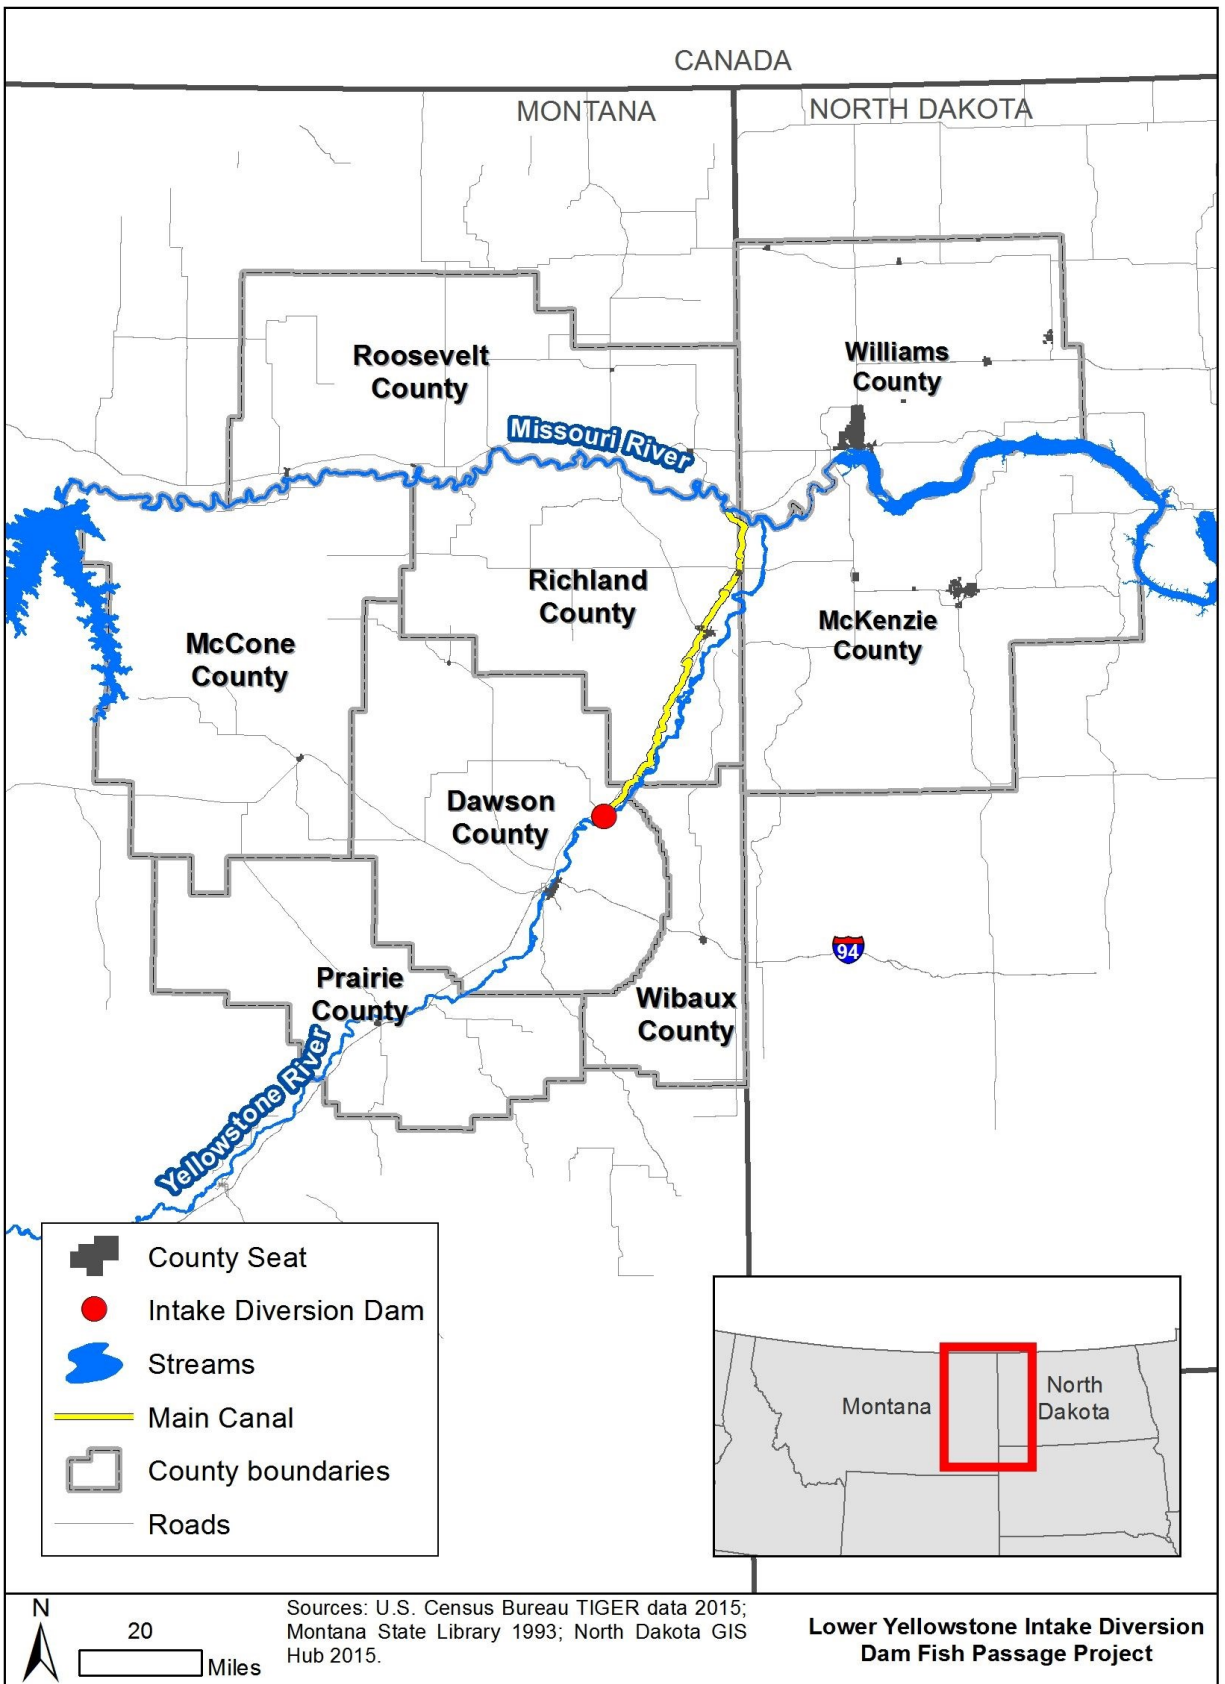 CANADA
MONTANA
NORTH DAKOTA
Roosevelt
County
Williams
County
Missouri River
Richland
County
McKenzie
County
McCone
County
Dawson
County
94
Prairie
County
Wibaux
County
Yellowstone River
County Seat
Intake Diversion Dam
Streams
Main Canal
County boundaries
Roads
Montana
North
Dakota
N
20
Miles
Sources: U.S. Census Bureau TIGER data 2015;
Montana State Library 1993; North Dakota GIS
Hub 2015.
Lower Yellowstone Intake Diversion
Dam Fish Passage Project